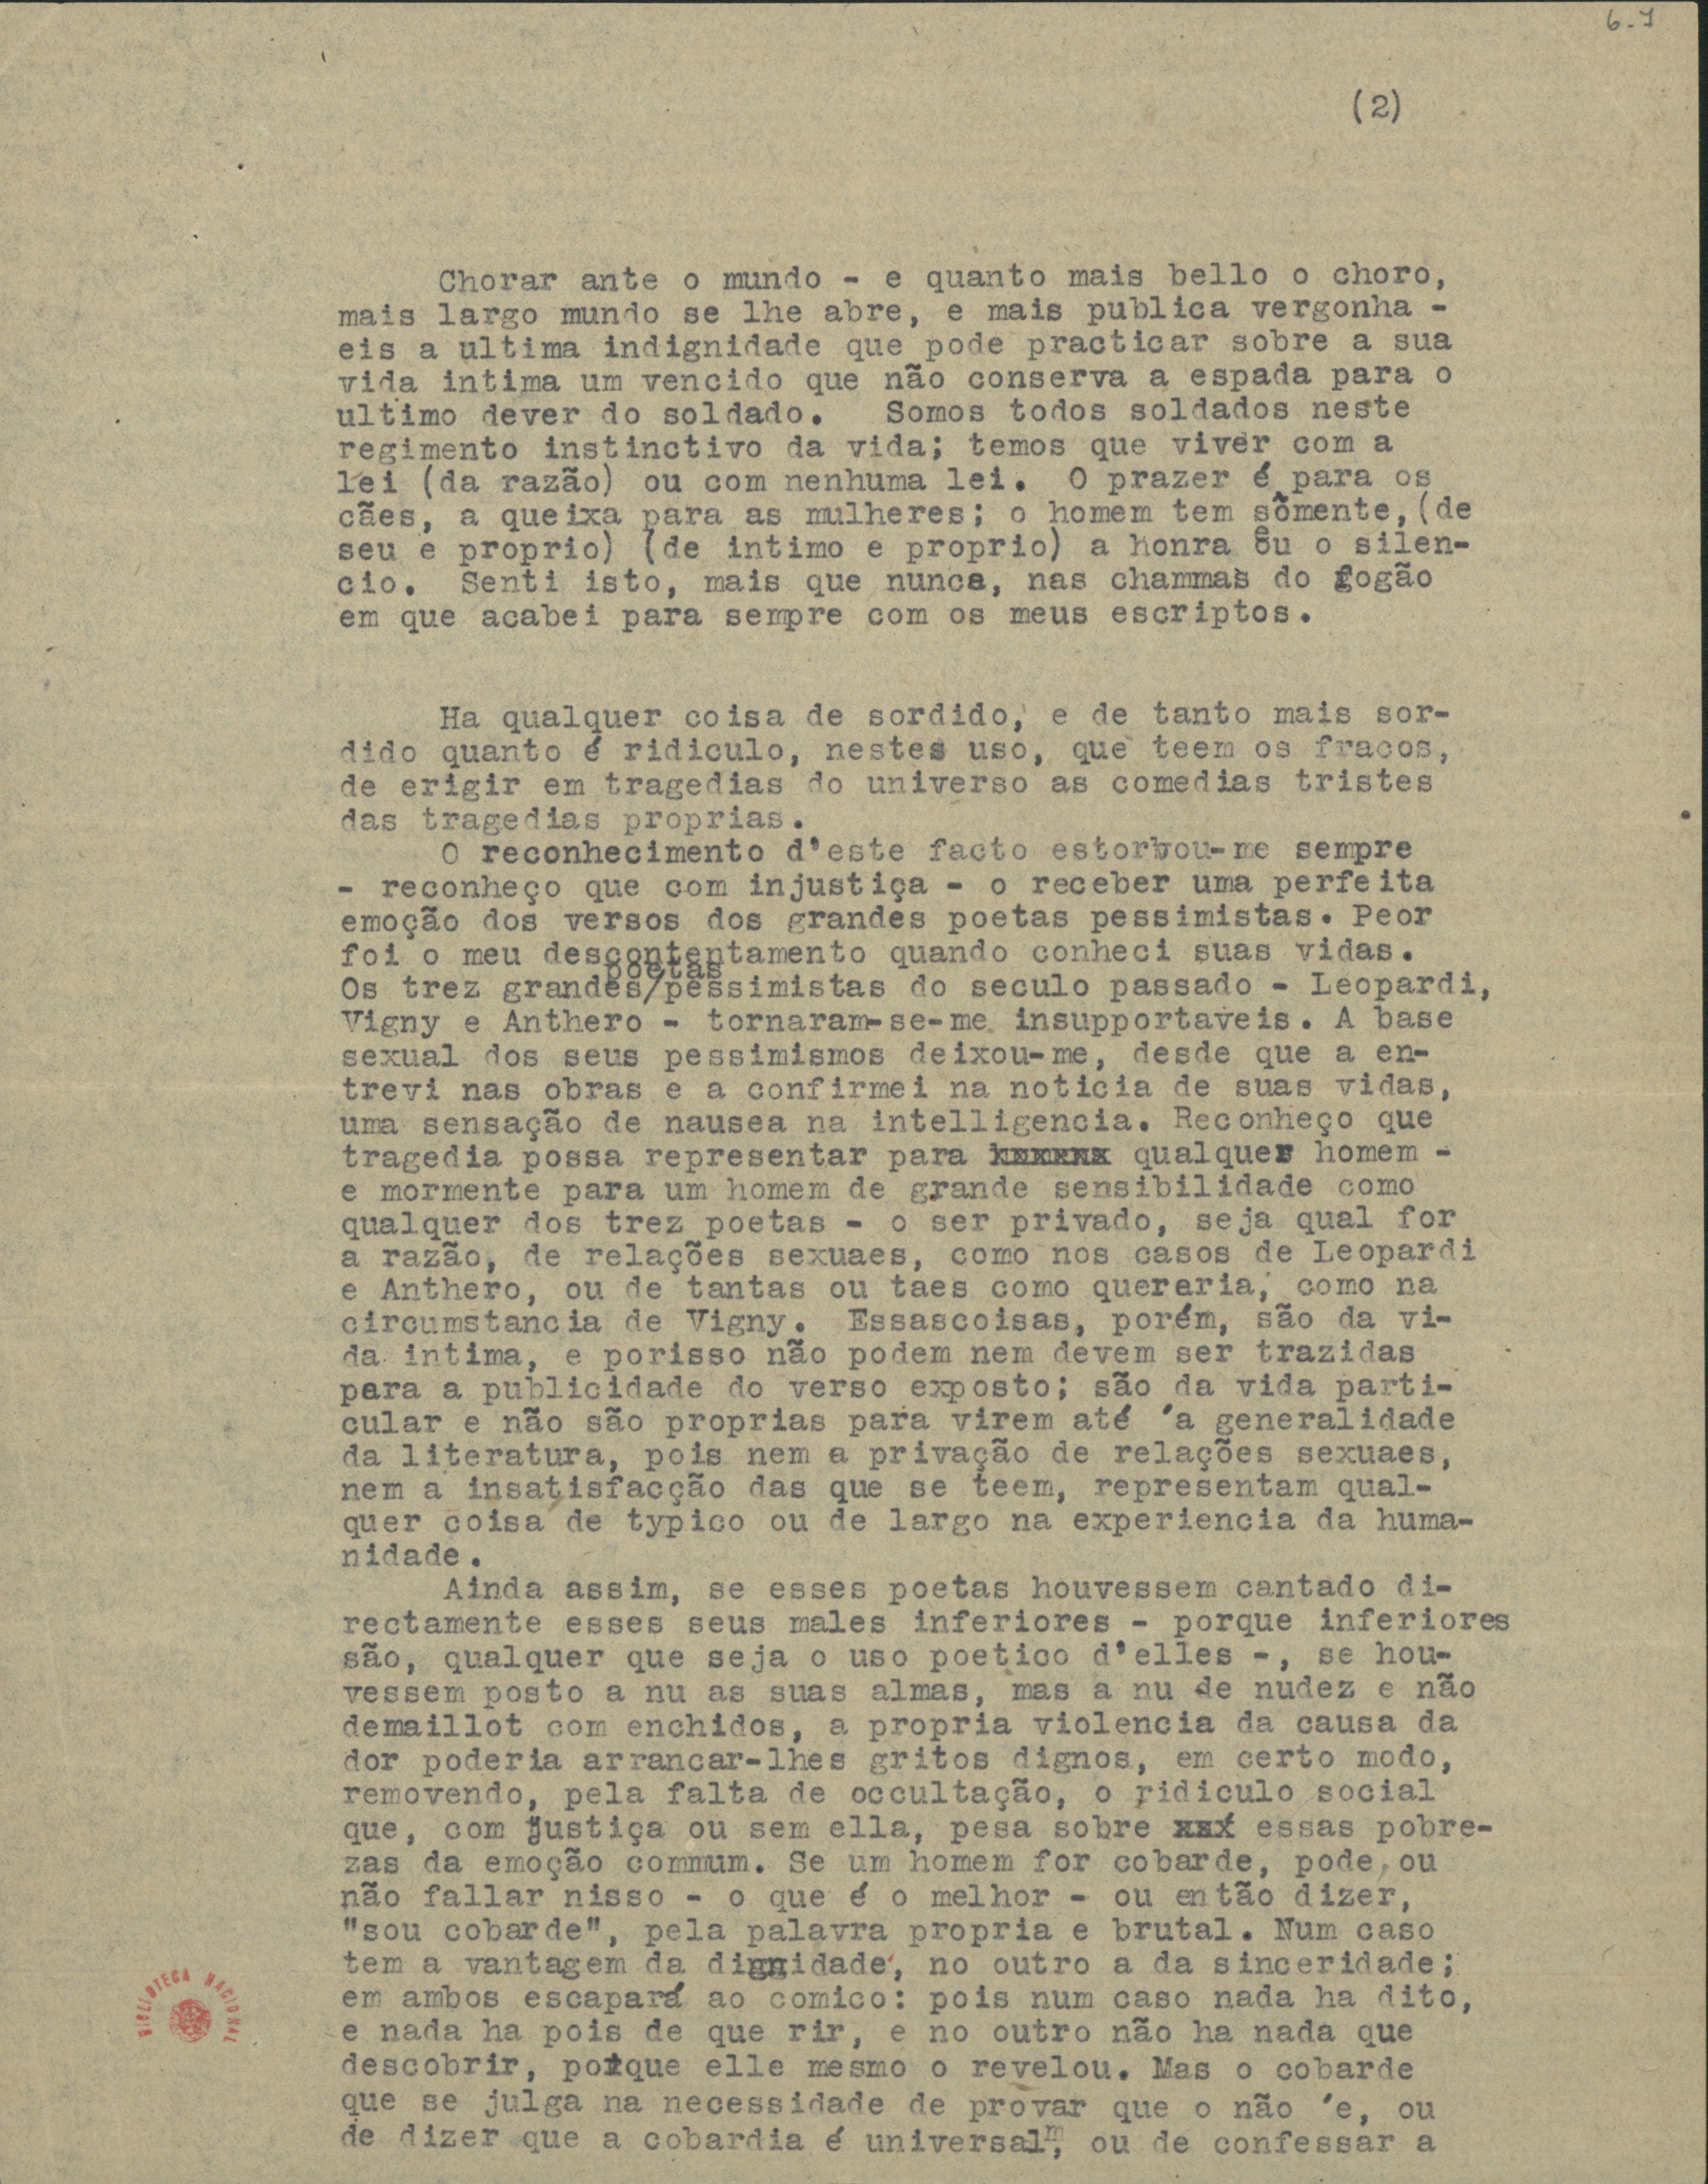 6-7
(2)
Chorar ante o mundo - e quanto mais bello o choro,
mais largo mundo se lhe abre, e mais publica vergonha -
eis a ultima indignidade que pode practicar sobre a sua
vida intima um vencido que não conserva a espada para o
ultimo dever do soldado. Somos todos soldados neste
regimento instinctivo da vida; temos que viver com a
lei (da razão) ou com nenhuma lei. O prazer é para os
cães, a queixa para as mulheres; o homem tem sòmente, (de
seu e proprio) (de intimo e proprio) a honra ou o silen-
cio. Senti isto, mais que nunca, nas chammas do fogão
em que acabei para sempre com os meus escriptos.
Ha qualquer coisa de sordido, e de tanto mais sor-
dido quanto é ridiculo, nestes uso, que teem os fracos,
de erigir em tragedias do universo as comedias tristes
das tragedias proprias.
O reconhecimento d'este facto estorvou-me sempre
- reconheço que com injustiça - o receber uma perfeita
emoção dos versos dos grandes poetas pessimistas. Peor
foi o meu descontentamento quando conheci suas vidas.
Os trez grandes/poetas pessimistas do seculo passado - Leopardi,
Vigny e Anthero - tornaram-se-me insupportaveis. A base
sexual dos seus pessimismos deixou-me, desde que a en-
trevi nas obras e a confirmei na noticia de suas vidas,
uma sensação de nausea na intelligencia. Reconheço que
tragedia possa representar para xxxxxx qualquer homem -
e mormente para um homem de grande sensibilidade como
qualquer dos trez poetas - o ser privado, seja qual for
a razão, de relações sexuaes, como nos casos de Leopardi
e Anthero, ou de tantas ou taes como quereria, como na
circumstancia de Vigny. Essascoisas, porém, são da vi-
da intima, e porisso não podem nem devem ser trazidas
para a publicidade do verso exposto; são da vida parti-
cular e não são proprias para virem até ´a generalidade
da literatura, pois nem a privação de relações sexuaes,
nem a insatisfacção das que se teem, representam qual-
quer coisa de typico ou de largo na experiencia da huma-
nidade.
Ainda assim, se esses poetas houvessem cantado di-
rectamente esses seus males inferiores - porque inferiores
são, qualquer que seja o uso poetico d'elles -, se hou-
vessem posto a nu as suas almas, mas a nu de nudez e não
demaillot com enchidos, a propria violencia da causa da
dor poderia arrancar-lhes gritos dignos, em certo modo,
removendo, pela falta de occultação, o ridiculo social
que, com justiça ou sem ella, pesa sobre xxx essas pobre-
zas da emoção commum. Se um homem for cobarde, pode, ou
não fallar nisso - o que é o melhor - ou então dizer,
"sou cobarde", pela palavra propria e brutal. Num caso
tem a vantagem da dignidade, no outro a da sinceridade;
em ambos escapará ao comico: pois num caso nada ha dito,
e nada ha pois de que rir, e no outro não ha nada que
descobrir, porque elle mesmo o revelou. Mas o cobarde
que se julga na necessidade de provar que o não ´e, ou
de dizer que a cobardia é universal, ou de confessar a
BIBLIOTECA NACIONAL